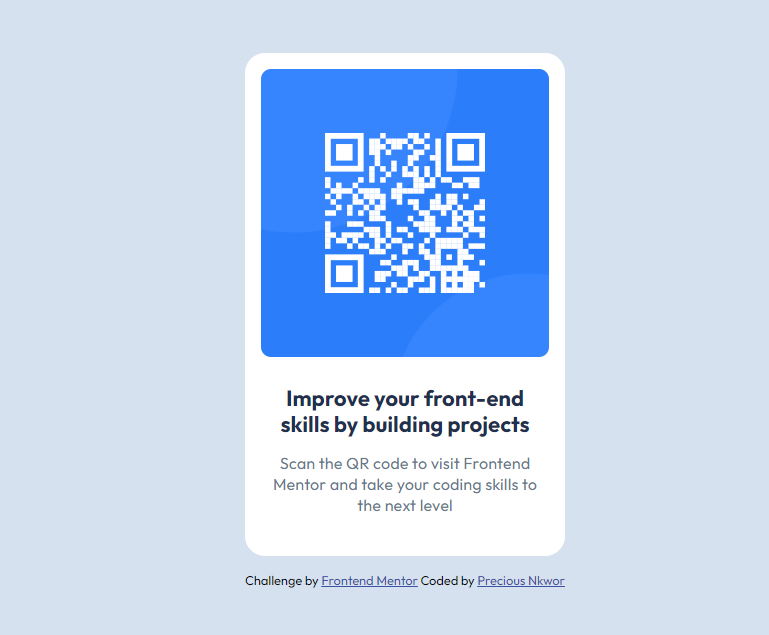 Improve your front-end
skills by building projects
Scan the QR code to visit Frontend
Mentor and take your coding skills to
the next level
Challenge by Frontend Mentor Coded by Precious Nkwor